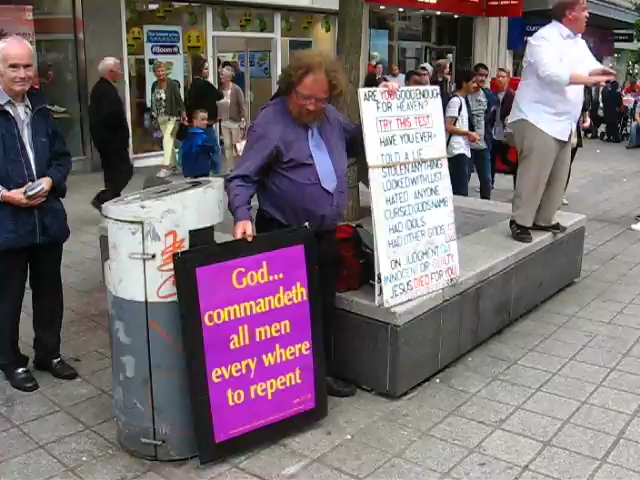 ARE YOU GOOD ENOUGH
FOR HEAVEN?
TRY THIS TEST
HAVE YOU EVER:
TOLD A LIE
STOLEN ANYTHING
LOOKED WITH LUST
HATED ANYONE
CURSED GODS NAME
HAD IDOLS
HAD OTHER GODS
ON JUDGMENT
INNOCENT OR GUILTY
JESUS DIED FOR YOU
God...
commandeth
all men
every where
to repent